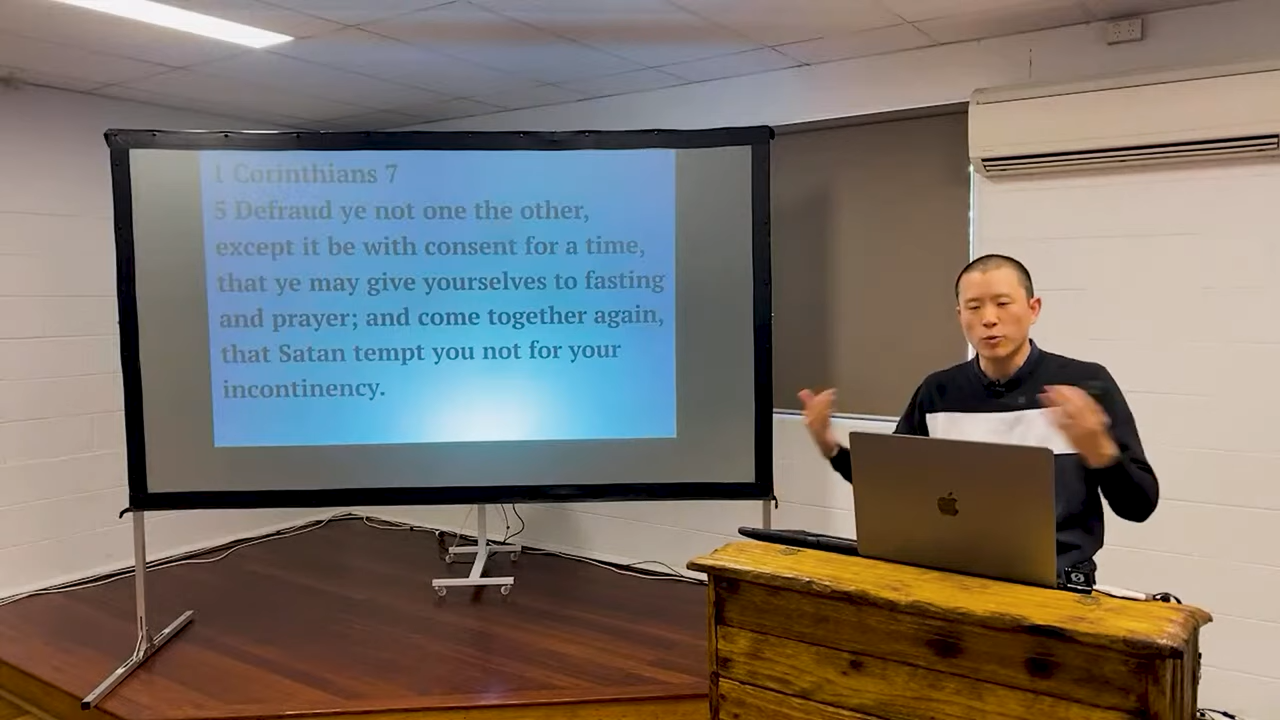 1 Corinthians 7
5 Defraud ye not one the other,
except it be with consent for a time,
that ye may give yourselves to fasting
and prayer; and come together again,
that Satan tempt you not for your
incontinency.